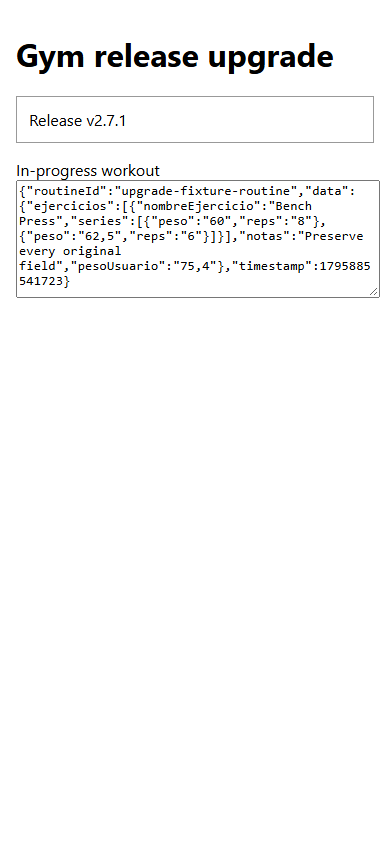 Gym release upgrade
Release v2.7.1
In-progress workout
{"routineId":"upgrade-fixture-routine","data":
{"ejercicios":[{"nombreEjercicio":"Bench
Press","series":[{"peso":"60","reps":"8"},
{"peso":"62,5","reps":"6"}]}],"notas":"Preserve
every original
field","pesoUsuario":"75,4"},"timestamp":1795885
541723}